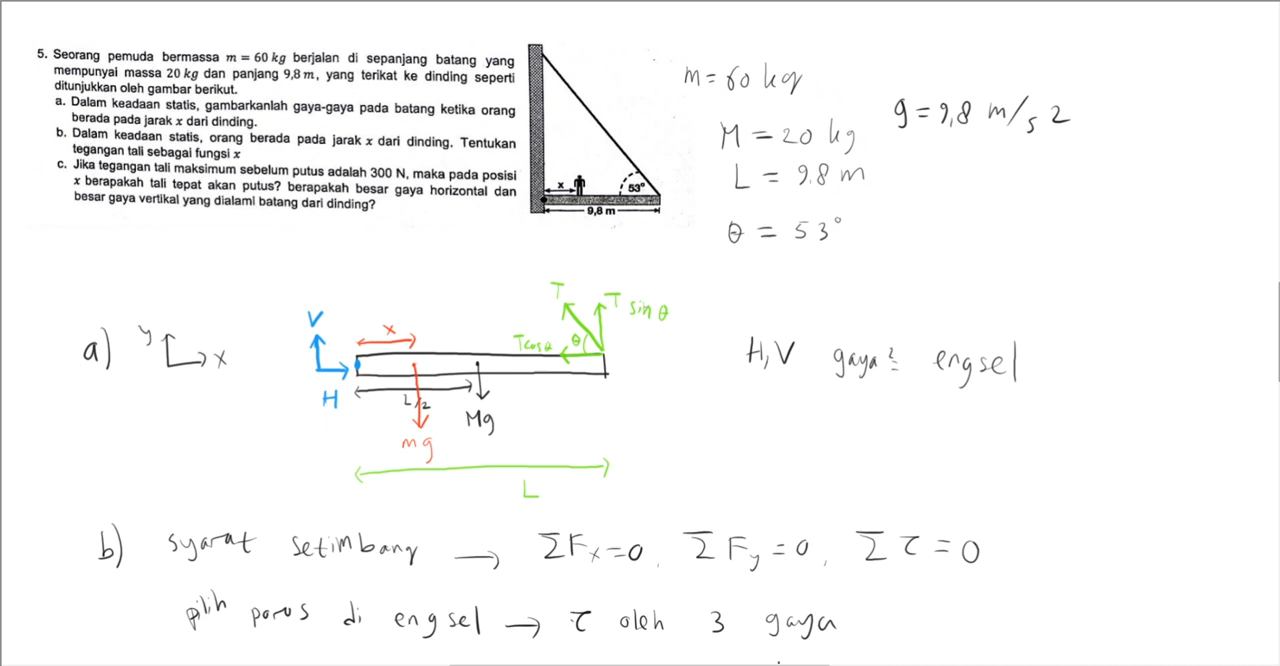 5. Seorang pemuda bermassa m = 60 kg berjalan di sepanjang batang yang
mempunyai massa 20 kg dan panjang 9,8 m, yang terikat ke dinding seperti
ditunjukkan oleh gambar berikut.
a. Dalam keadaan statis, gambarkanlah gaya-gaya pada batang ketika orang
berada pada jarak x dari dinding.
b. Dalam keadaan statis, orang berada pada jarak x dari dinding. Tentukan
tegangan tali sebagai fungsi x
c. Jika tegangan tali maksimum sebelum putus adalah 300 N, maka pada posisi
x berapakah tali tepat akan putus? berapakah besar gaya horizontal dan
besar gaya vertikal yang dialami batang dari dinding?
x
53°
9,8 m
m = 60 kg
g = 9,8 m/s2
M = 20 kg
L = 9.8 m
θ = 53°
a)
y
x
V
H
x
L/2
mg
Mg
T
T sin θ
T cos θ
θ
L
H, V gaya2 engsel
b) syarat setimbang → ΣFx=0, ΣFy=0, Στ=0
pilih poros di engsel → τ oleh 3 gaya